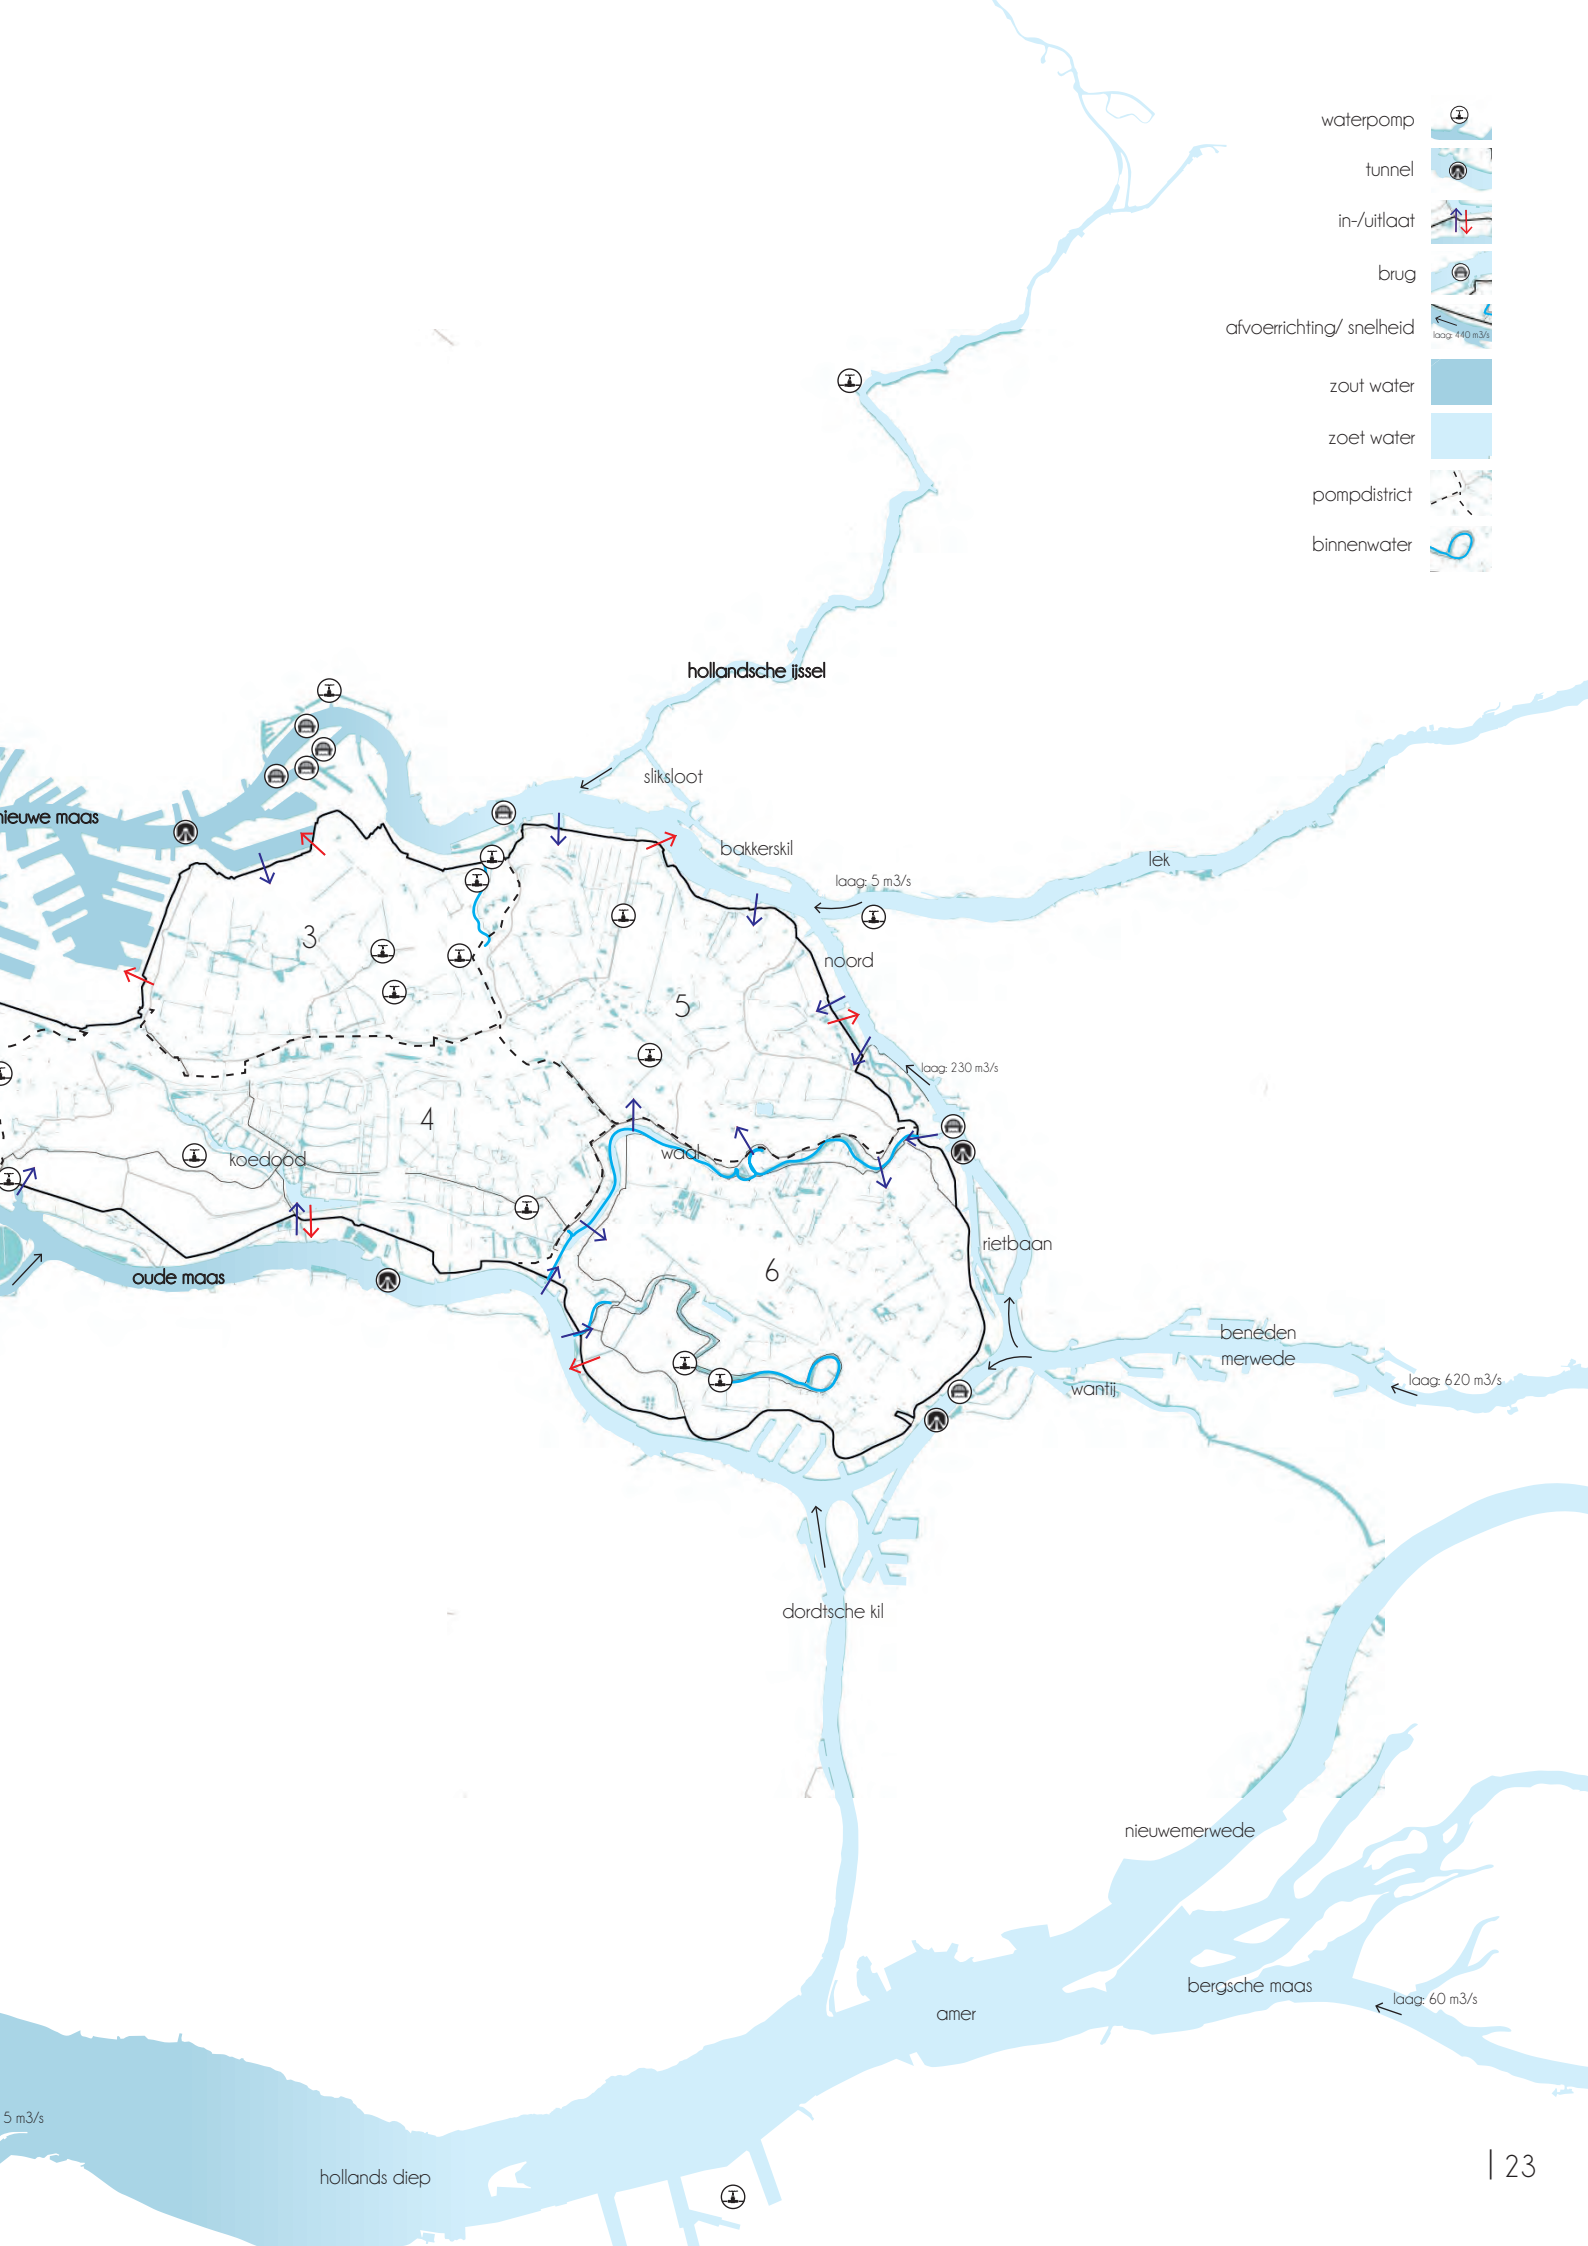 waterpomp
tunnel
in-/uitlaat
brug
afvoerrichting/ snelheid
laag: 440 m3/s
zout water
zoet water
pompdistrict
binnenwater
hollandsche ijssel
sliksloot
nieuwe maas
bakkerskil
lek
laag: 5 m3/s
3
noord
5
laag: 230 m3/s
4
waal
koedood
rietbaan
6
oude maas
beneden
merwede
laag: 620 m3/s
wantij
dordtsche kil
nieuwemerwede
bergsche maas
laag: 60 m3/s
amer
5 m3/s
hollands diep
| 23